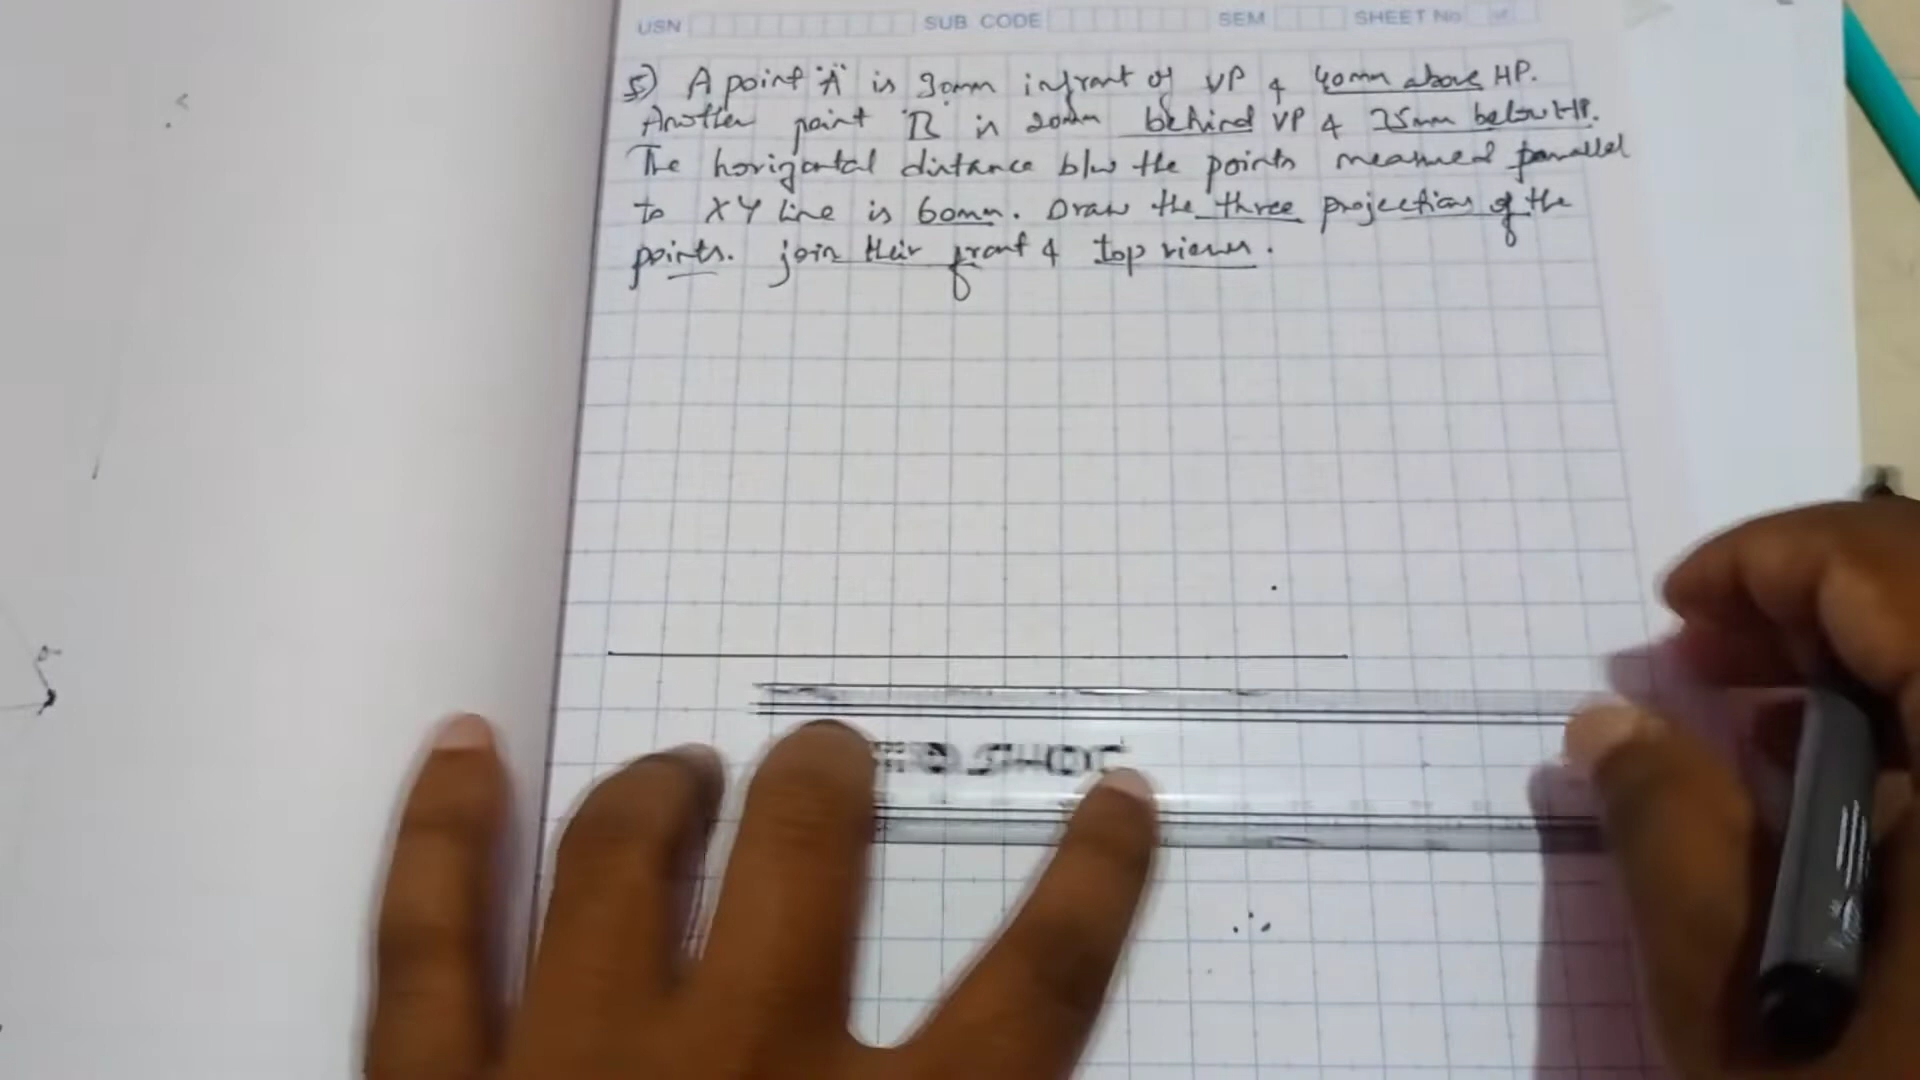 USN SUB CODE SEM SHEET No
5) A point "A" is 30mm infront of VP & 40mm above HP.
Another point "B" is 20mm behind VP & 35mm below HP.
The horizontal distance b/w the points measured parallel
to XY line is 60mm. Draw the three projections of the
points. join their front & top views.